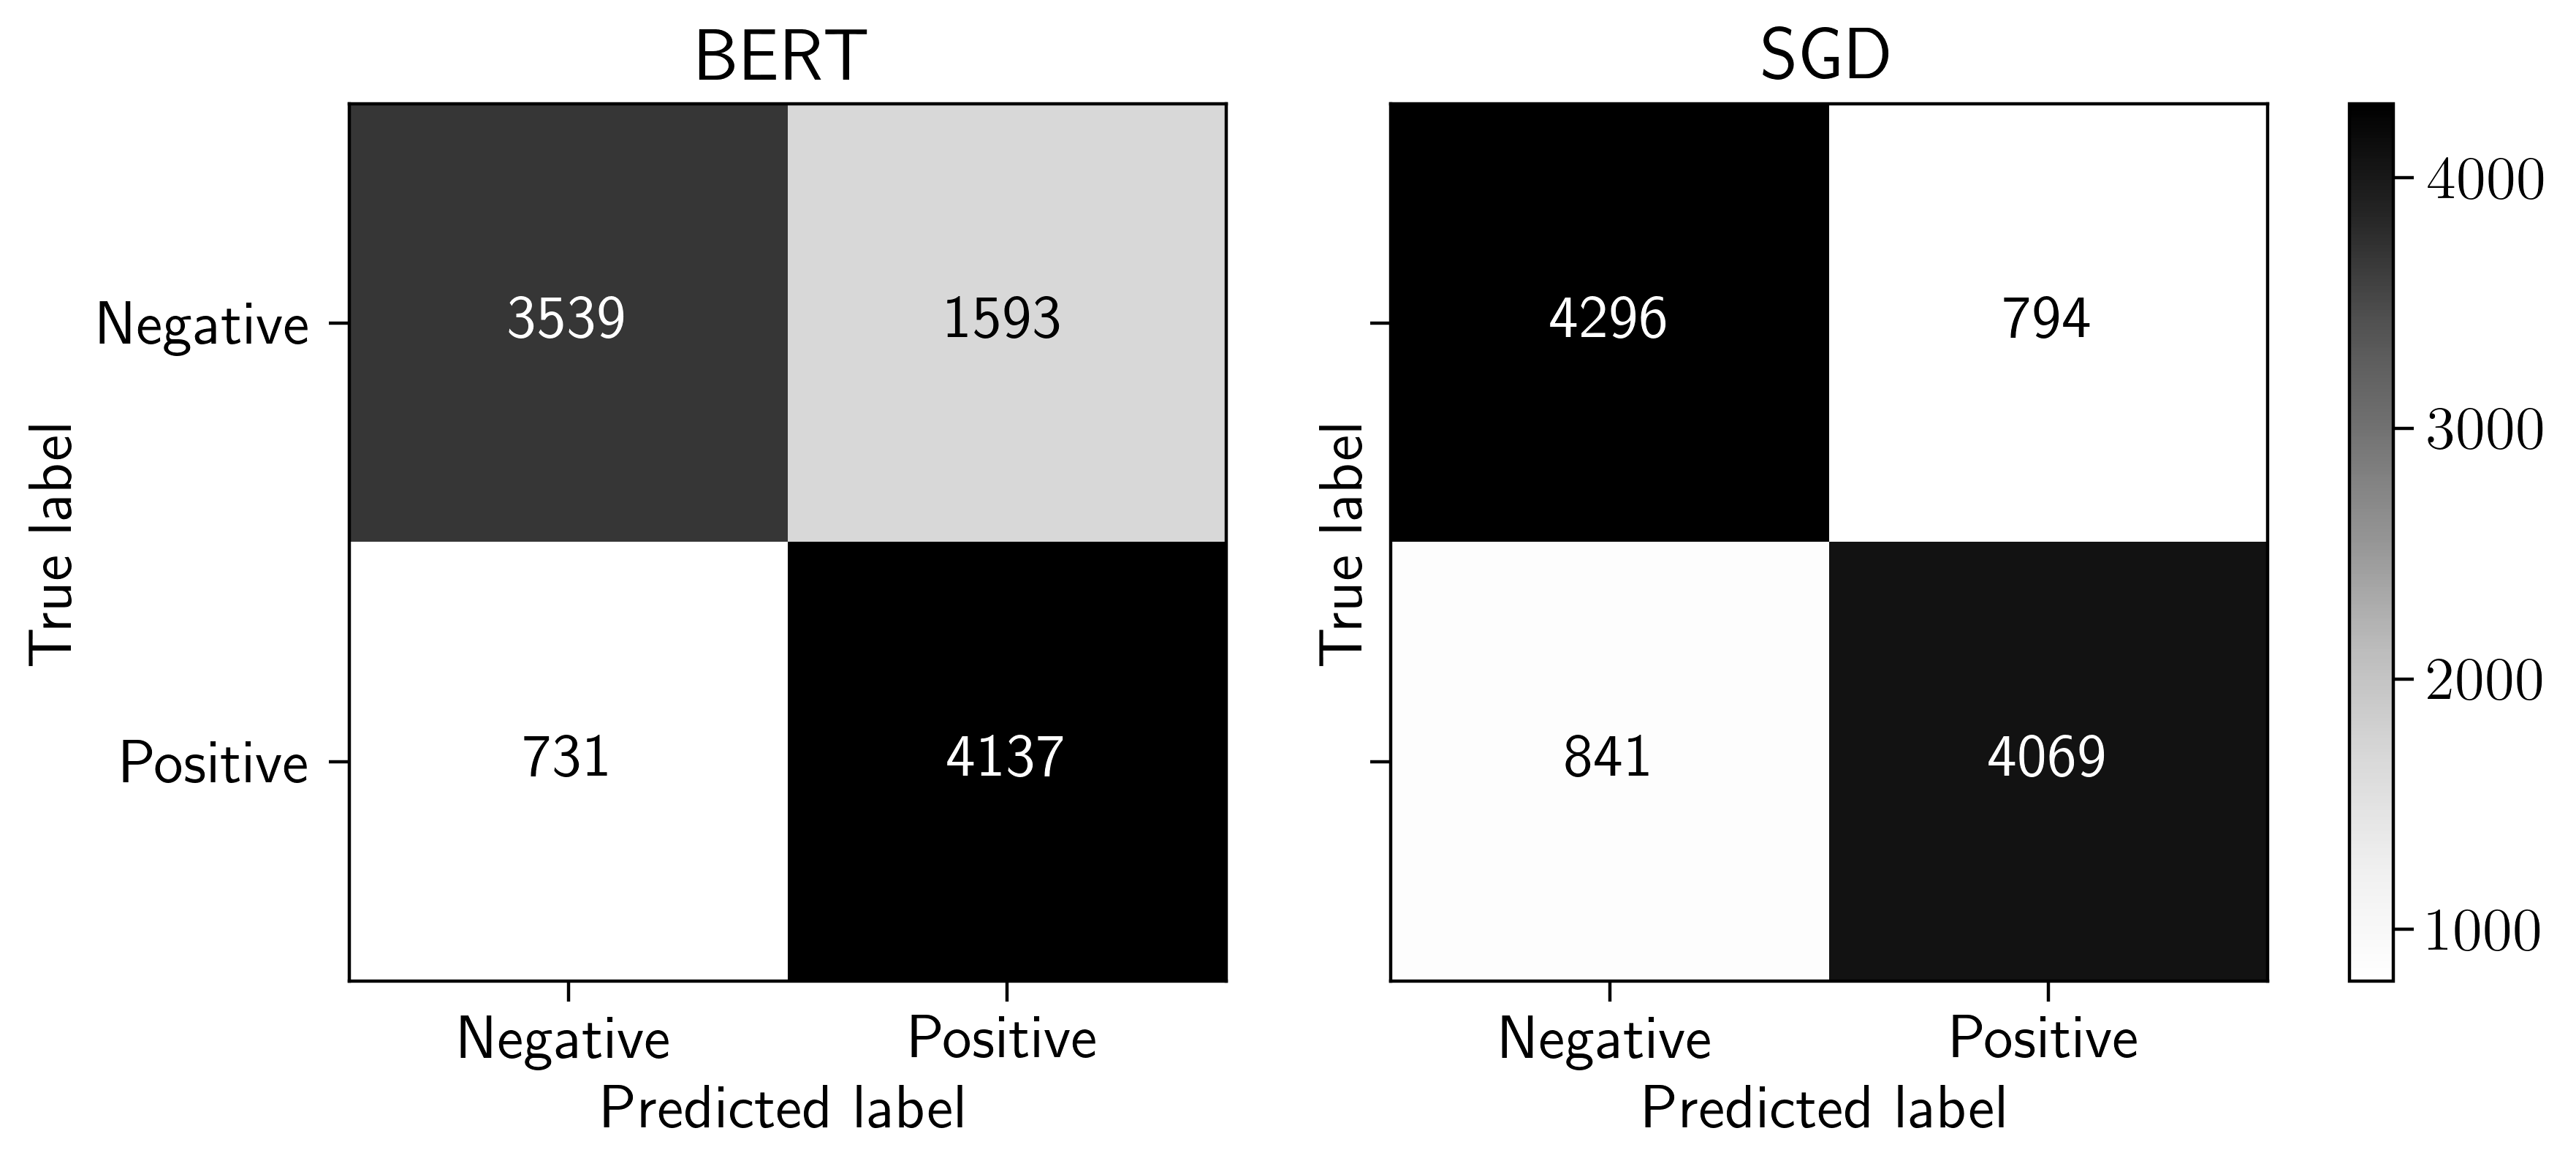 BERT
True label
Negative
3539
1593
Positive
731
4137
Negative
Positive
Predicted label
SGD
True label
4296
794
841
4069
Negative
Positive
Predicted label
4000
3000
2000
1000